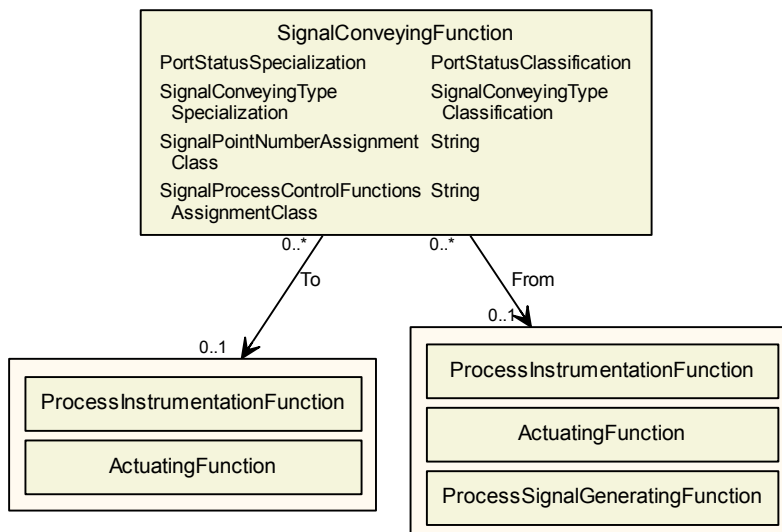 SignalConveyingFunction
PortStatusSpecialization PortStatusClassification
SignalConveyingType SignalConveyingType
Specialization Classification
SignalPointNumberAssignment String
Class
SignalProcessControlFunctions String
AssignmentClass
0..* 0..*
To From
0..1 0..1
ProcessInstrumentationFunction
ActuatingFunction
ProcessInstrumentationFunction
ActuatingFunction
ProcessSignalGeneratingFunction